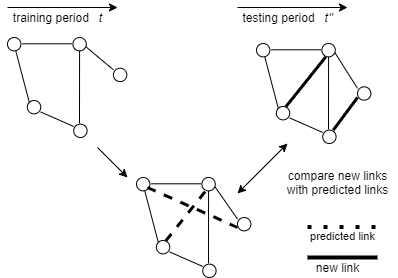 training period t
testing period t"
compare new links
with predicted links
predicted link
new link